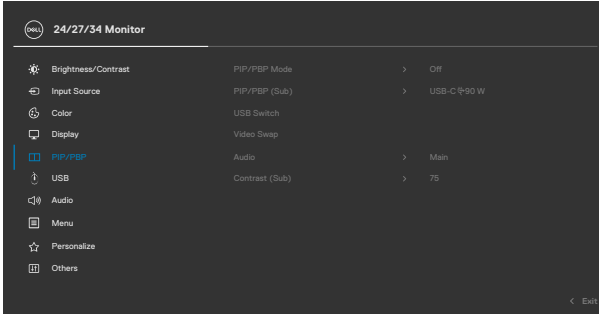 DELL
24/27/34 Monitor
Brightness/Contrast PIP/PBP Mode > Off
Input Source PIP/PBP (Sub) > USB-C 90 W
Color USB Switch
Display Video Swap
PIP/PBP Audio > Main
USB Contrast (Sub) > 75
Audio
Menu
Personalize
Others
< Exit